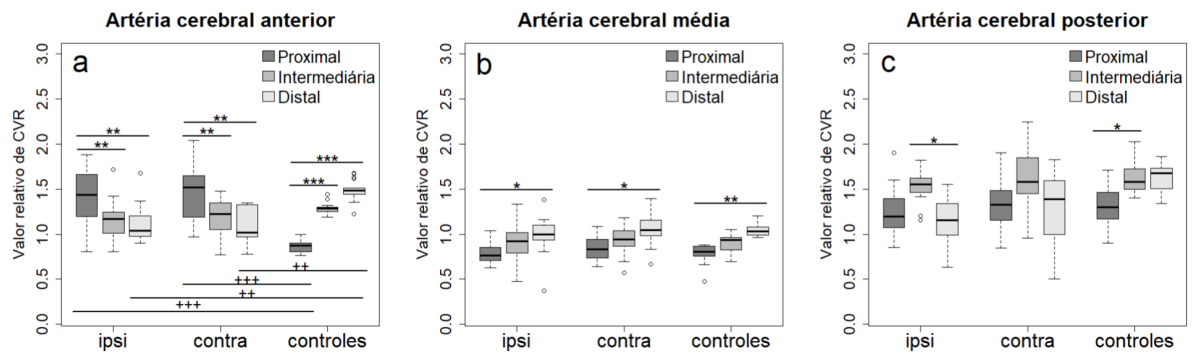 Artéria cerebral anterior
Valor relativo de CVR
3.0
2.5
2.0
1.5
1.0
0.5
0.0
a
Proximal
Intermediária
Distal
**
**
**
**
***
***
++
+++
++
+++
ipsi
contra
controles
Artéria cerebral média
Valor relativo de CVR
3.0
2.5
2.0
1.5
1.0
0.5
0.0
b
Proximal
Intermediária
Distal
*
*
**
ipsi
contra
controles
Artéria cerebral posterior
Valor relativo de CVR
3.0
2.5
2.0
1.5
1.0
0.5
0.0
c
Proximal
Intermediária
Distal
*
*
ipsi
contra
controles